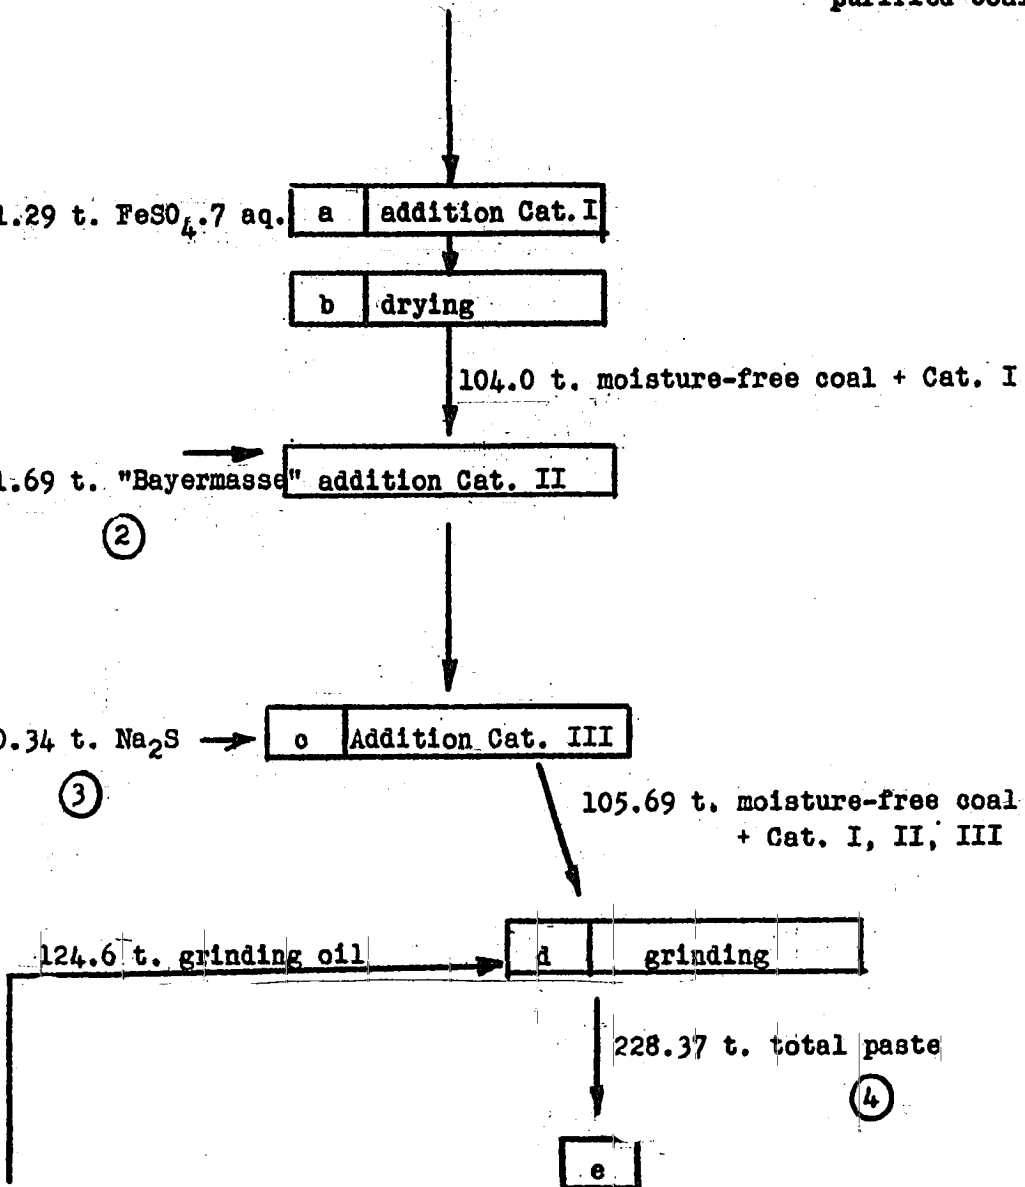 1.29 t. FeSO4.7 aq. a addition Cat. I
b drying
104.0 t. moisture-free coal + Cat. I
1.69 t. "Bayermasse" addition Cat. II
2
0.34 t. Na2S c Addition Cat. III
3
105.69 t. moisture-free coal
+ Cat. I, II, III
124.6 t. grinding oil d grinding
228.37 t. total paste
4
e